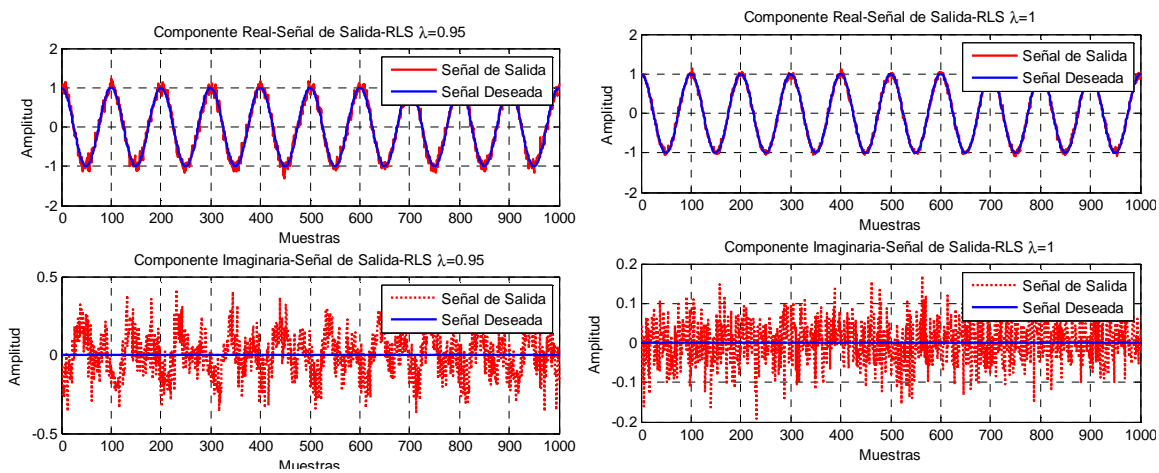 Componente Real-Señal de Salida-RLS λ=0.95
2
1
0
-1
-2
Amplitud
Señal de Salida
Señal Deseada
0 100 200 300 400 500 600 700 800 900 1000
Muestras
Componente Real-Señal de Salida-RLS λ=1
2
1
0
-1
-2
Amplitud
Señal de Salida
Señal Deseada
0 100 200 300 400 500 600 700 800 900 1000
Muestras
Componente Imaginaria-Señal de Salida-RLS λ=0.95
0.5
0
-0.5
Amplitud
Señal de Salida
Señal Deseada
0 100 200 300 400 500 600 700 800 900 1000
Muestras
Componente Imaginaria-Señal de Salida-RLS λ=1
0.2
0.1
0
-0.1
-0.2
Amplitud
Señal de Salida
Señal Deseada
0 100 200 300 400 500 600 700 800 900 1000
Muestras